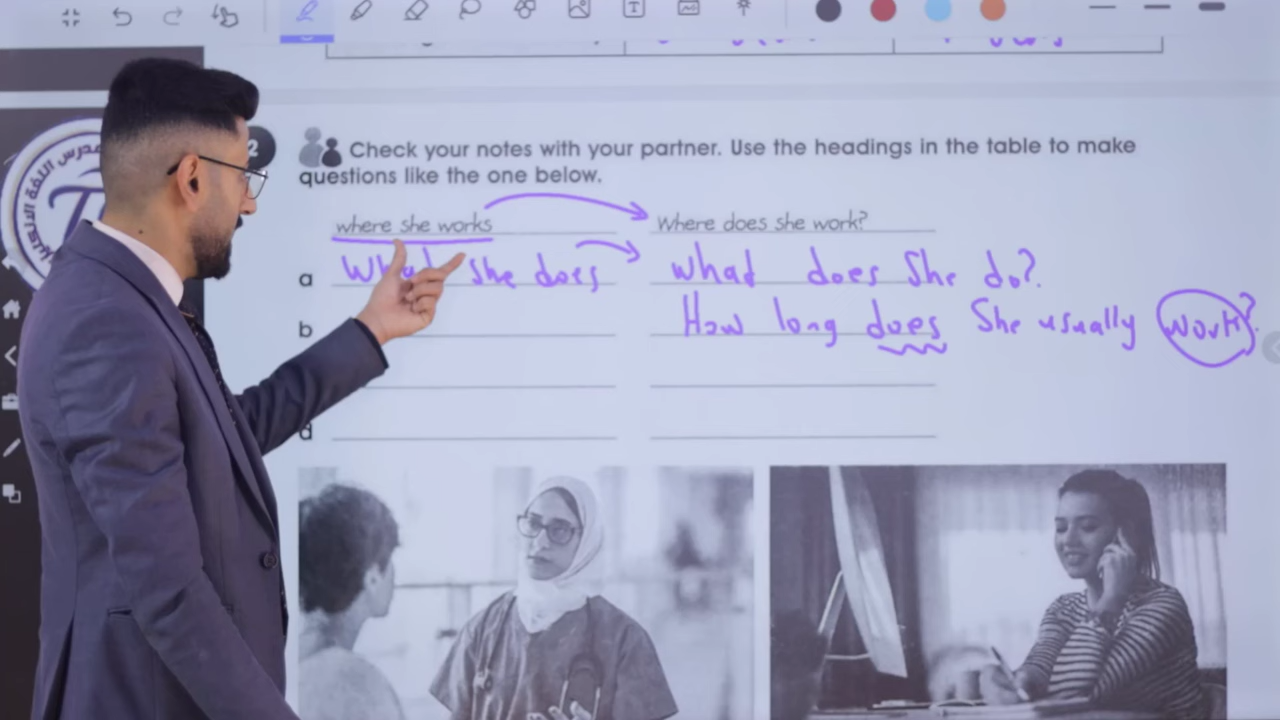 2
Check your notes with your partner. Use the headings in the table to make
questions like the one below.
where she works Where does she work?
a What she does what does She do?
b How long does She usually work?
d